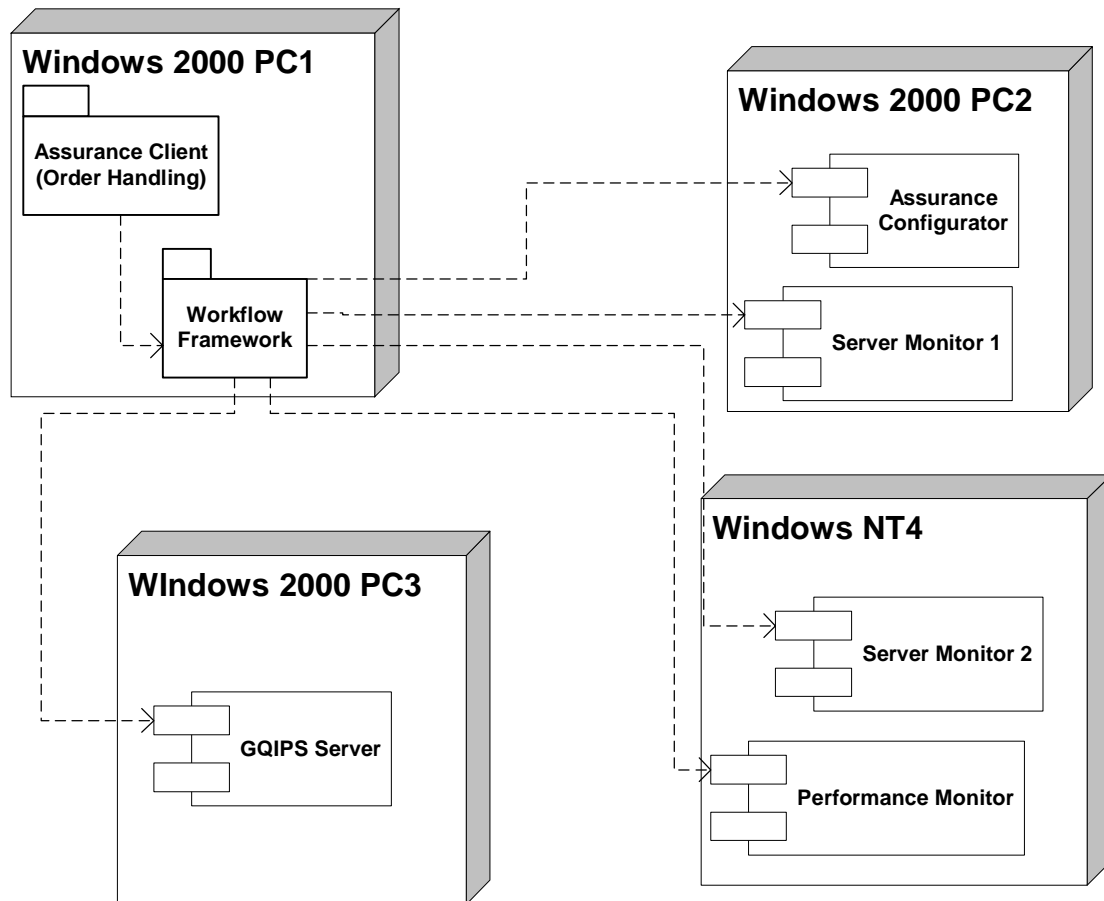 Windows 2000 PC1
Assurance Client
(Order Handling)
Workflow
Framework
Windows 2000 PC2
Assurance
Configurator
Server Monitor 1
WIndows 2000 PC3
GQIPS Server
Windows NT4
Server Monitor 2
Performance Monitor